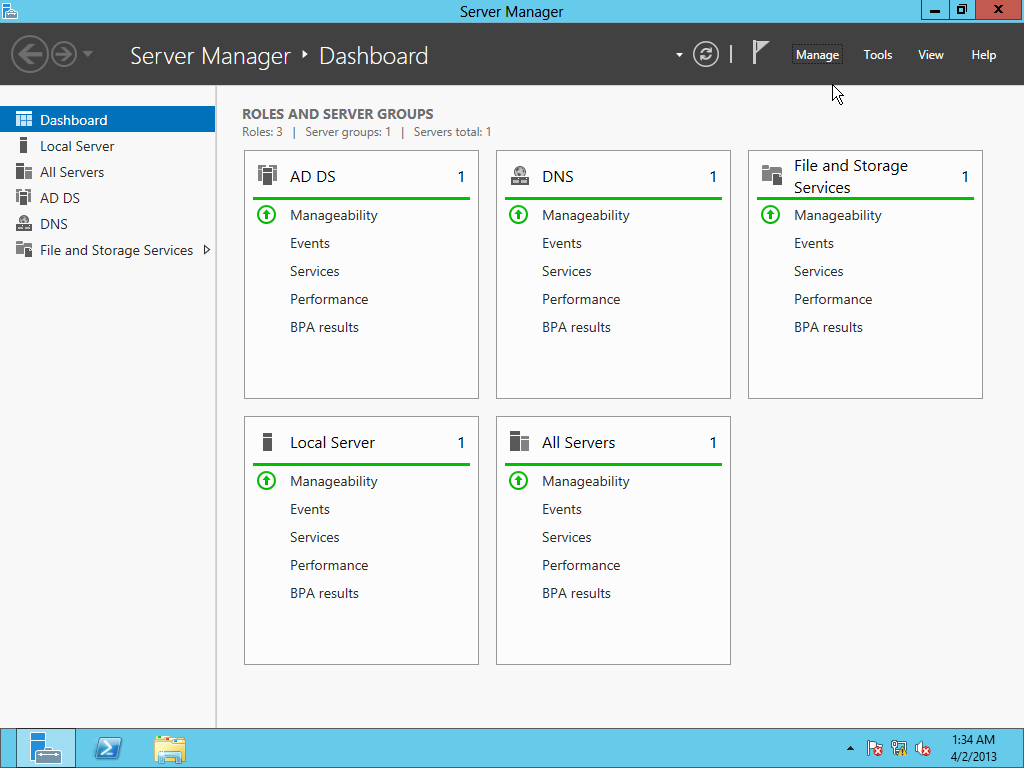 Server Manager
Server Manager ‣ Dashboard
Manage Tools View Help
Dashboard
Local Server
All Servers
AD DS
DNS
File and Storage Services
ROLES AND SERVER GROUPS
Roles: 3 | Server groups: 1 | Servers total: 1
AD DS 1
Manageability
Events
Services
Performance
BPA results
DNS 1
Manageability
Events
Services
Performance
BPA results
File and Storage
Services 1
Manageability
Events
Services
Performance
BPA results
Local Server 1
Manageability
Events
Services
Performance
BPA results
All Servers 1
Manageability
Events
Services
Performance
BPA results
1:34 AM
4/2/2013